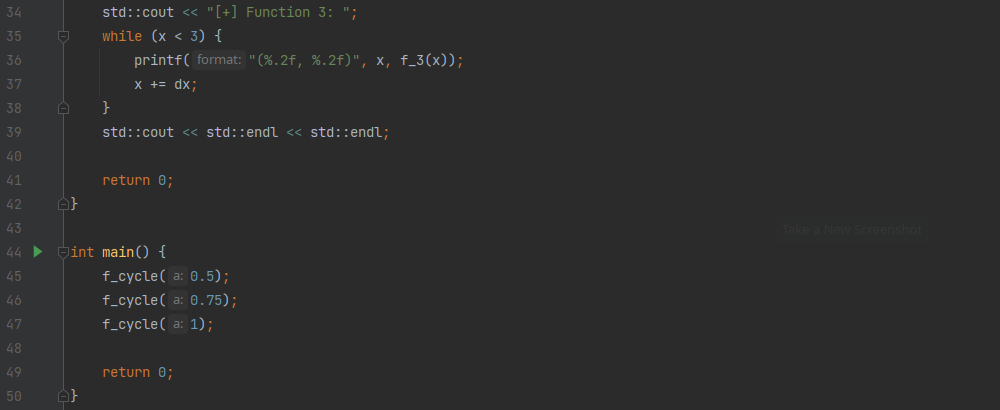 34 std::cout << "[+] Function 3: ";
35 while (x < 3) {
36 printf( format: "(%.2f, %.2f)", x, f_3(x));
37 x += dx;
38 }
39 std::cout << std::endl << std::endl;
40
41 return 0;
42 }
43
Take a New Screenshot
44 int main() {
45 f_cycle( a: 0.5);
46 f_cycle( a: 0.75);
47 f_cycle( a: 1);
48
49 return 0;
50 }